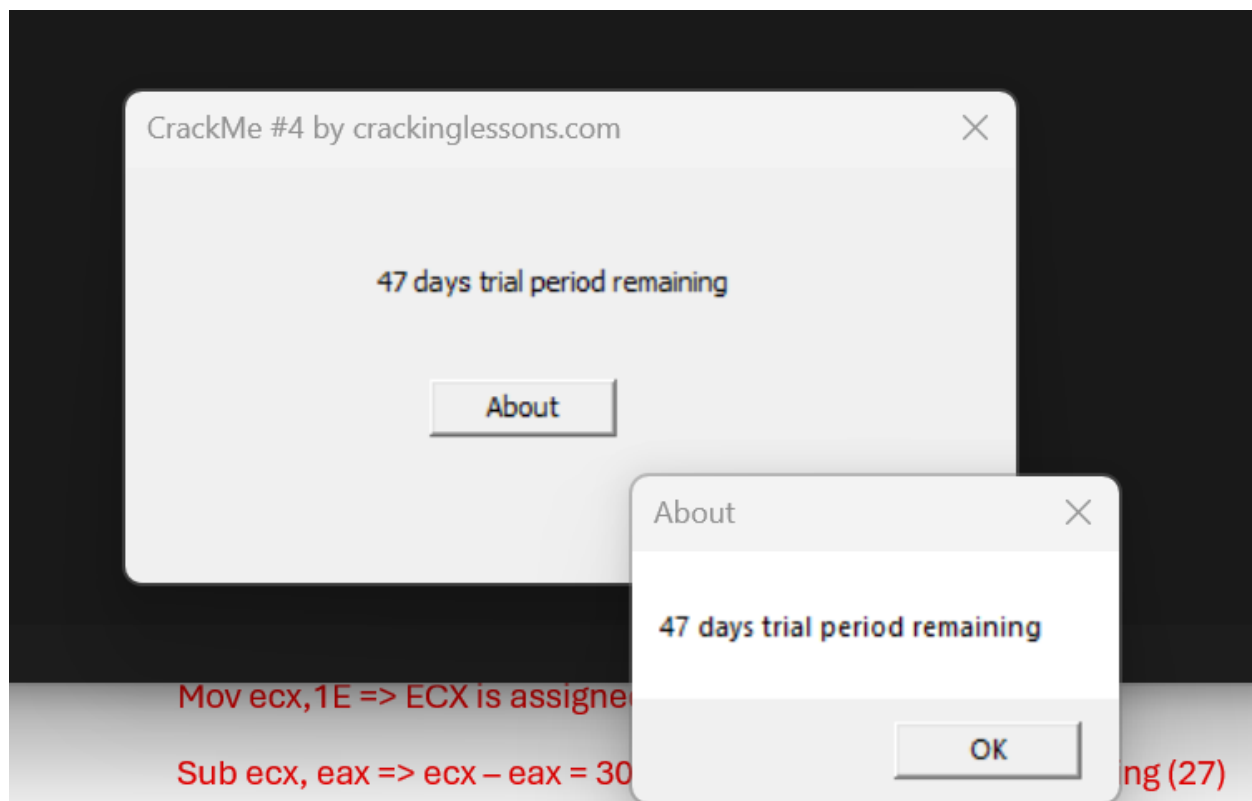 CrackMe #4 by crackinglessons.com
47 days trial period remaining
About
About
47 days trial period remaining
OK
Mov ecx,1E => ECX is assigne
Sub ecx, eax => ecx – eax = 30
ng (27)